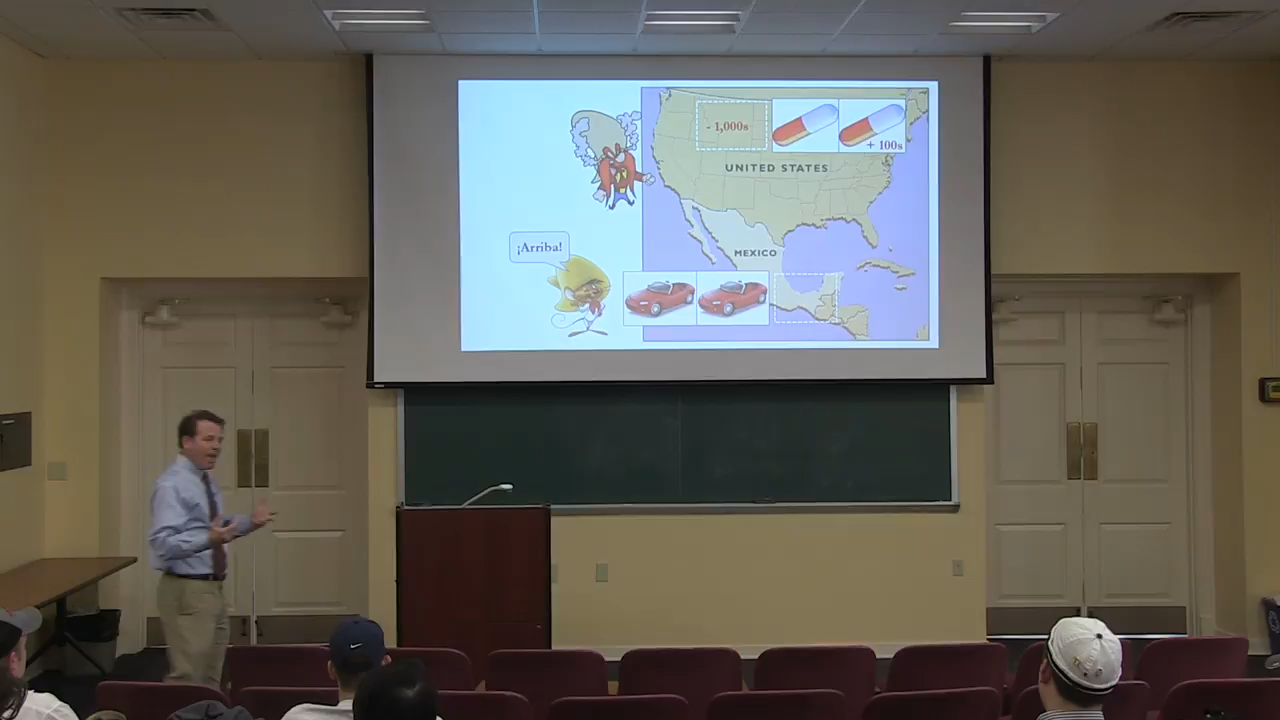 - 1,000s
+ 100s
UNITED STATES
¡Arriba!
MEXICO